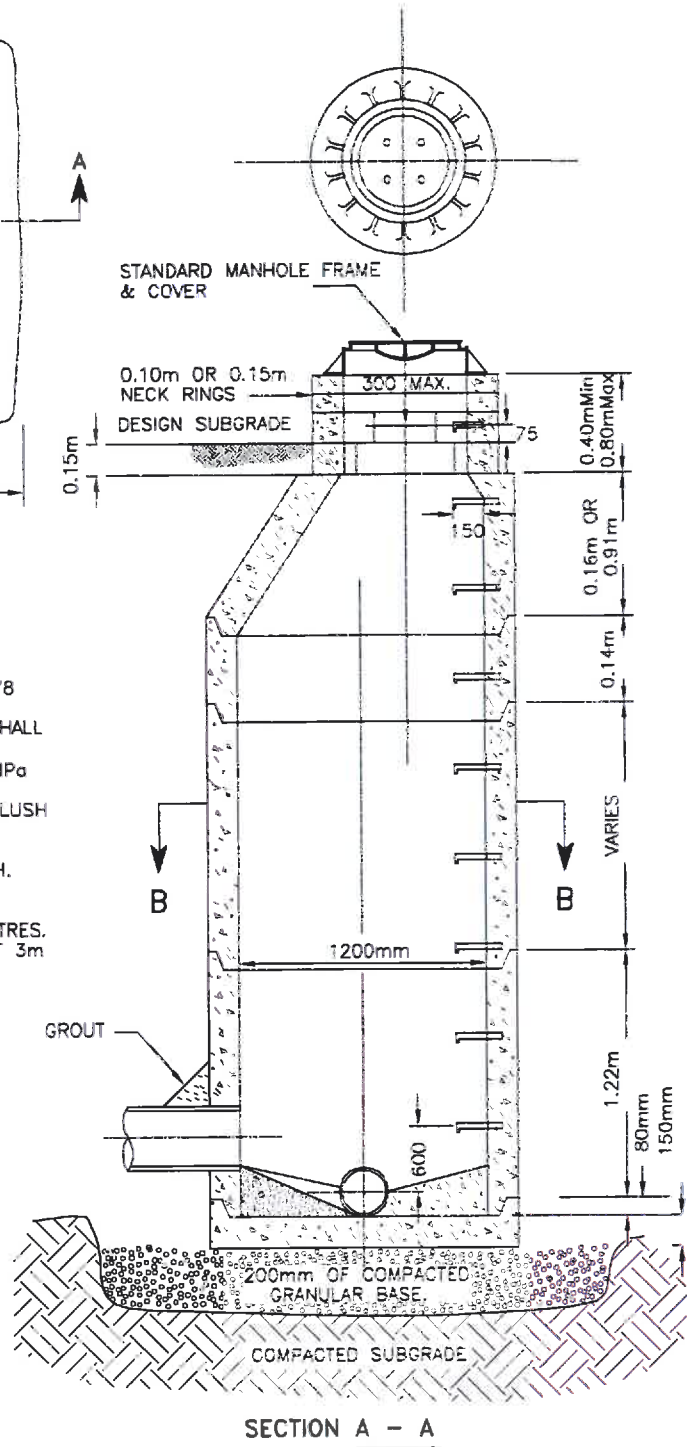 A
STANDARD MANHOLE FRAME
& COVER
0.10m OR 0.15m
NECK RINGS
300 MAX.
DESIGN SUBGRADE
75
0.40mMin
0.80mMax
0.15m
150
0.16m OR
0.91m
0.14m
HALL
LUSH
H.
TRES.
3m
VARIES
B
B
1200mm
GROUT
1.22m
80mm
150mm
600
200mm OF COMPACTED
GRANULAR BASE.
COMPACTED SUBGRADE
SECTION A - A